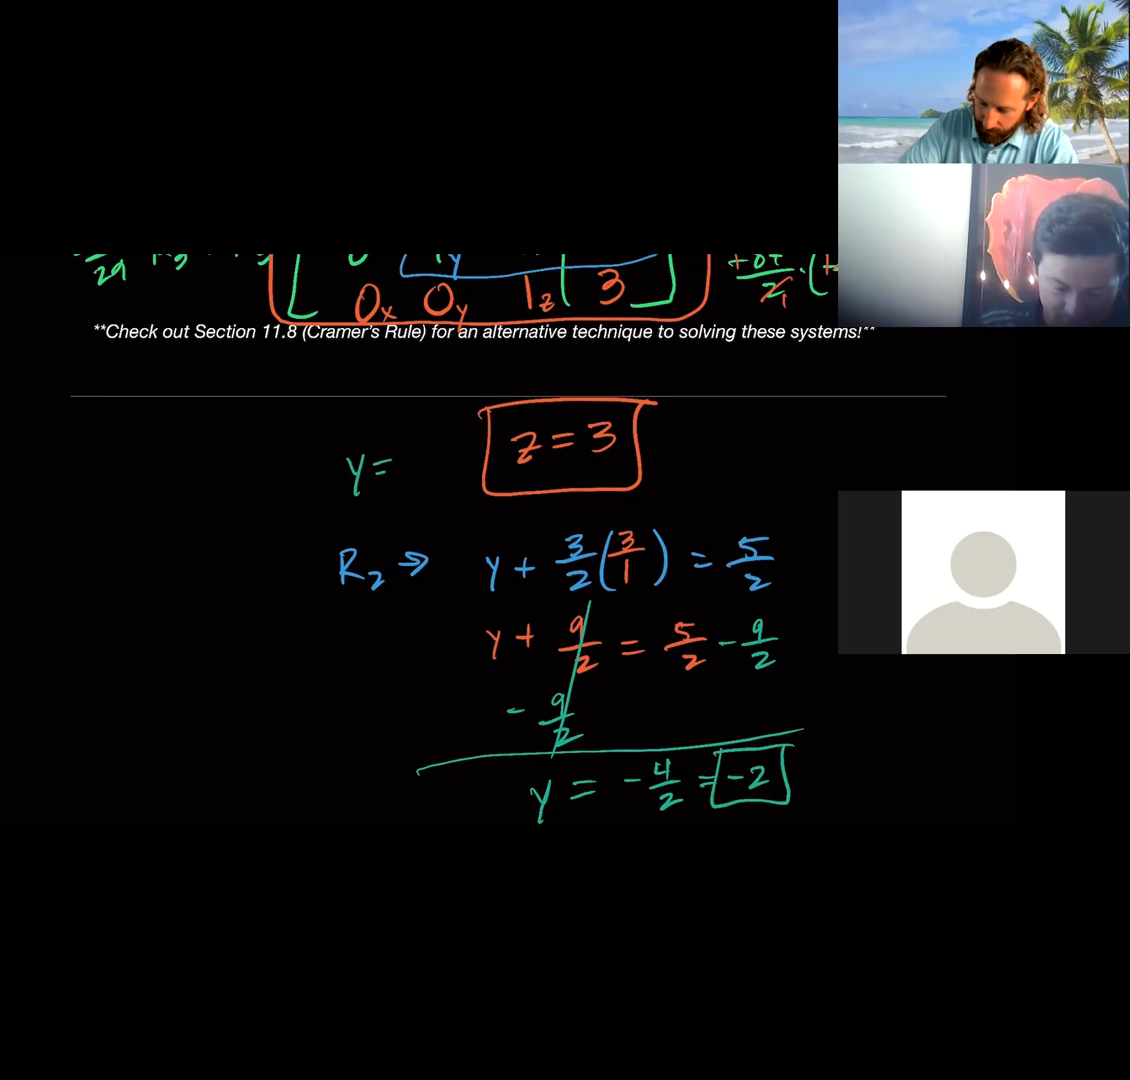 0x 0y 1z | 3
**Check out Section 11.8 (Cramer's Rule) for an alternative technique to solving these systems!**
z = 3
y =
R₂ → y + 3/2 (3/1) = 5/2
y + 9/2 = 5/2 - 9/2
- 9/2
y = - 4/2 = -2